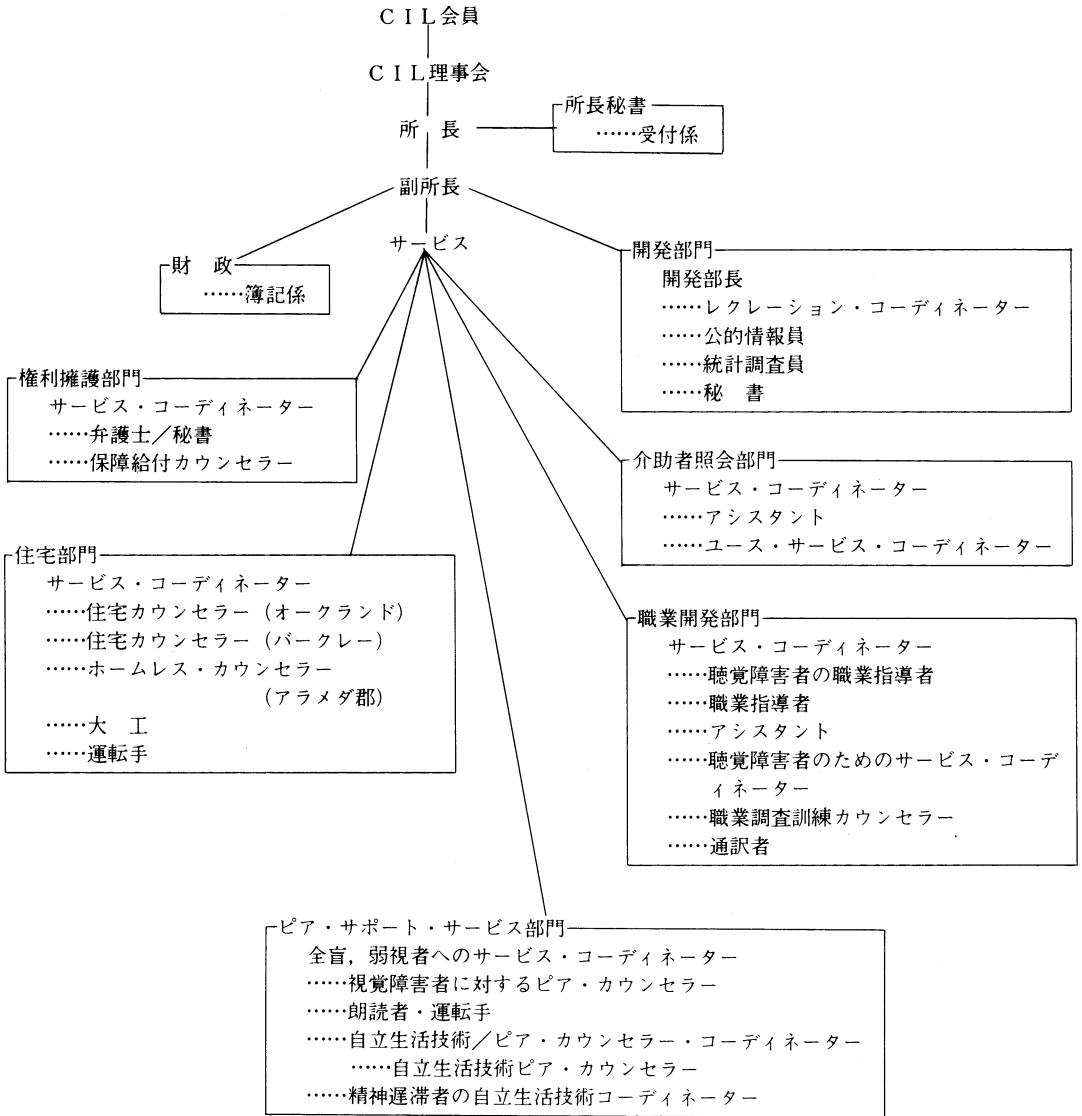 CIL会員
CIL理事会
所長秘書
所　長
……受付係
副所長
サービス
財　政
……簿記係
開発部門
開発部長
……レクレーション・コーディネーター
……公的情報員
……統計調査員
……秘　書
権利擁護部門
サービス・コーディネーター
……弁護士／秘書
……保障給付カウンセラー
介助者照会部門
サービス・コーディネーター
……アシスタント
……ユース・サービス・コーディネーター
住宅部門
サービス・コーディネーター
……住宅カウンセラー（オークランド）
……住宅カウンセラー（バークレー）
……ホームレス・カウンセラー
（アラメダ郡）
……大　工
……運転手
職業開発部門
サービス・コーディネーター
……聴覚障害者の職業指導者
……職業指導者
……アシスタント
……聴覚障害者のためのサービス・コーデ
ィネーター
……職業調査訓練カウンセラー
……通訳者
ピア・サポート・サービス部門
全盲，弱視者へのサービス・コーディネーター
……視覚障害者に対するピア・カウンセラー
……朗読者・運転手
……自立生活技術／ピア・カウンセラー・コーディネーター
……自立生活技術ピア・カウンセラー
……精神遅滞者の自立生活技術コーディネーター